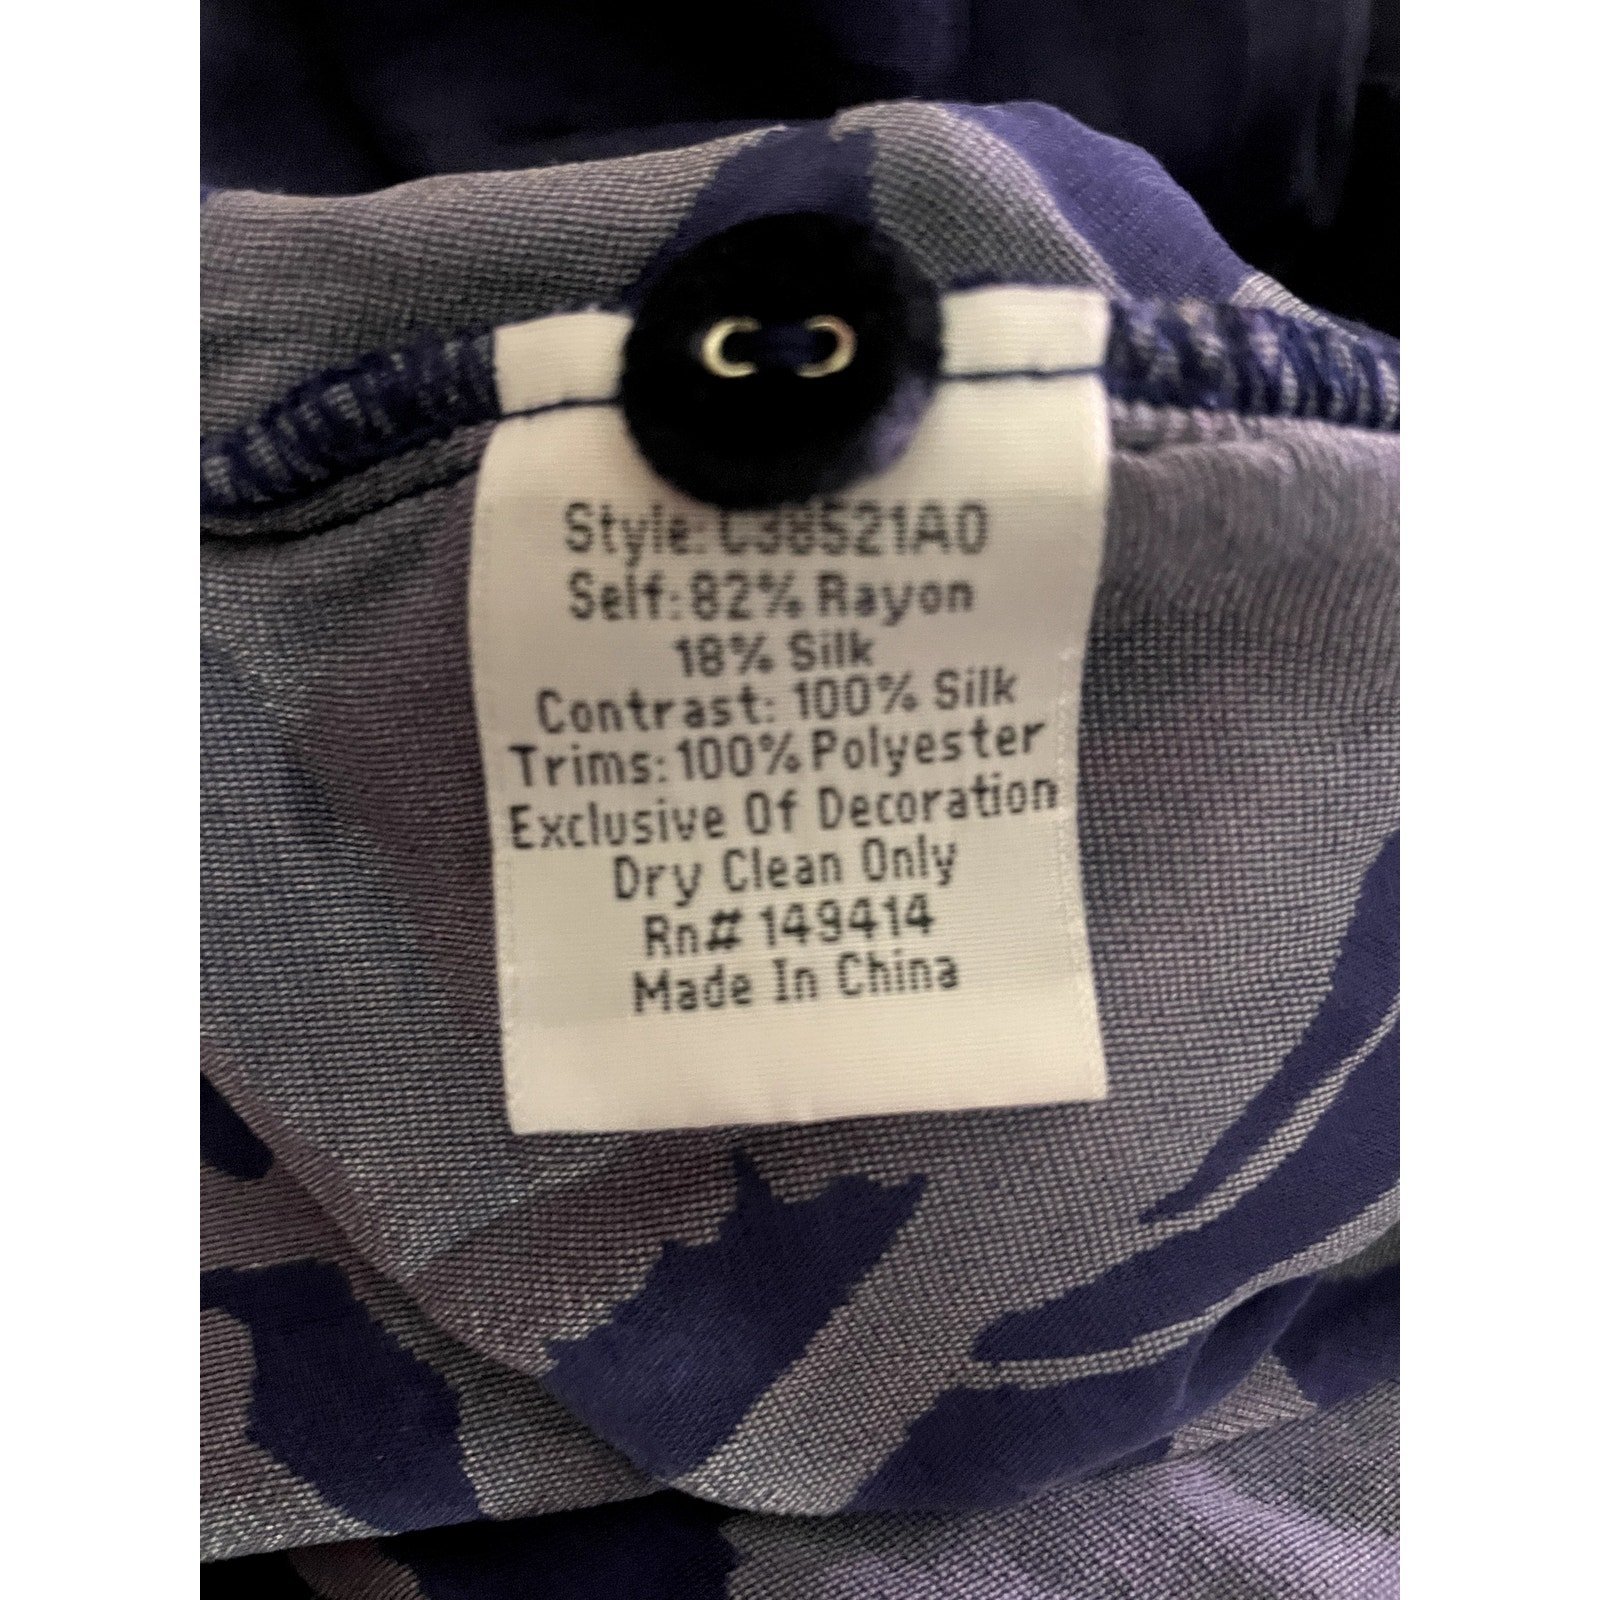 Style: C38521A0
Self: 82% Rayon
18% Silk
Contrast: 100% Silk
Trims: 100% Polyester
Exclusive Of Decoration
Dry Clean Only
Rn# 149414
Made In China